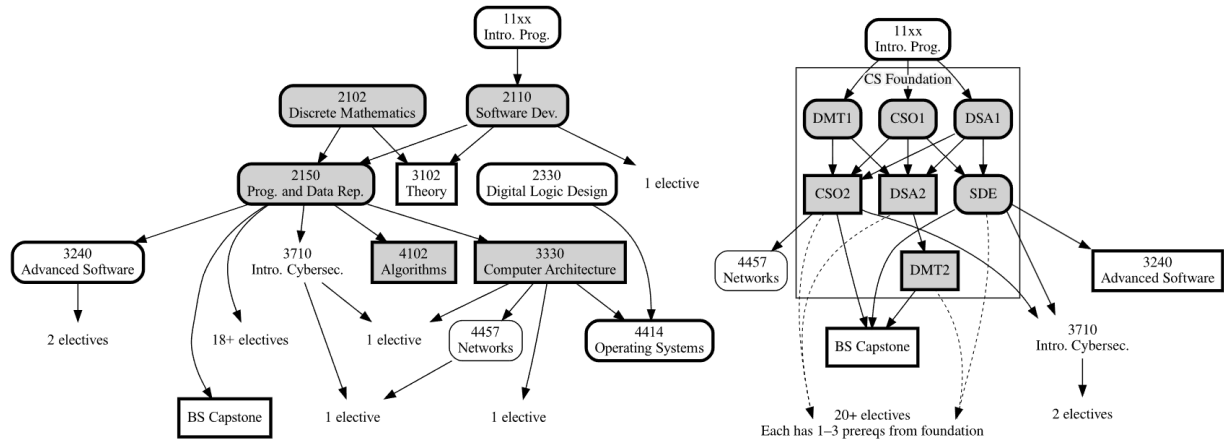 11xx
Intro. Prog.
2102
Discrete Mathematics
2110
Software Dev.
2150
Prog. and Data Rep.
3102
Theory
2330
Digital Logic Design
1 elective
3240
Advanced Software
3710
Intro. Cybersec.
4102
Algorithms
3330
Computer Architecture
2 electives
18+ electives
1 elective
4457
Networks
4414
Operating Systems
BS Capstone
1 elective
1 elective
11xx
Intro. Prog.
CS Foundation
DMT1
CSO1
DSA1
CSO2
DSA2
SDE
4457
Networks
DMT2
3240
Advanced Software
BS Capstone
3710
Intro. Cybersec.
20+ electives
Each has 1–3 prereqs from foundation
2 electives